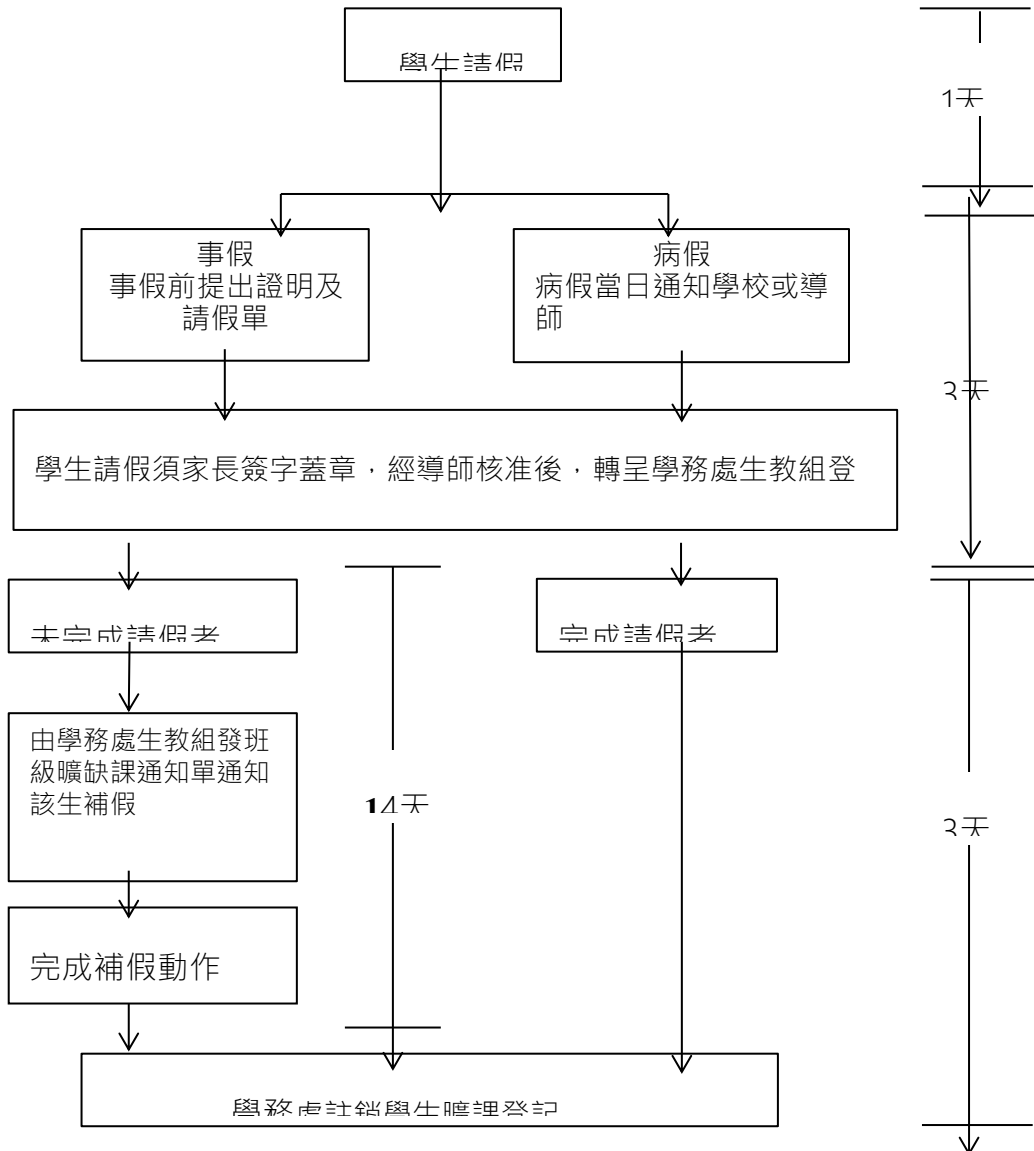 學生請假
1天
事假
事假前提出證明及
請假單
病假
病假當日通知學校或導
師
3天
學生請假須家長簽字蓋章，經導師核准後，轉呈學務處生教組登
未完成請假者
完成請假者
由學務處生教組發班
級曠缺課通知單通知
該生補假
14天
3天
完成補假動作
學務處註銷學生曠課登記